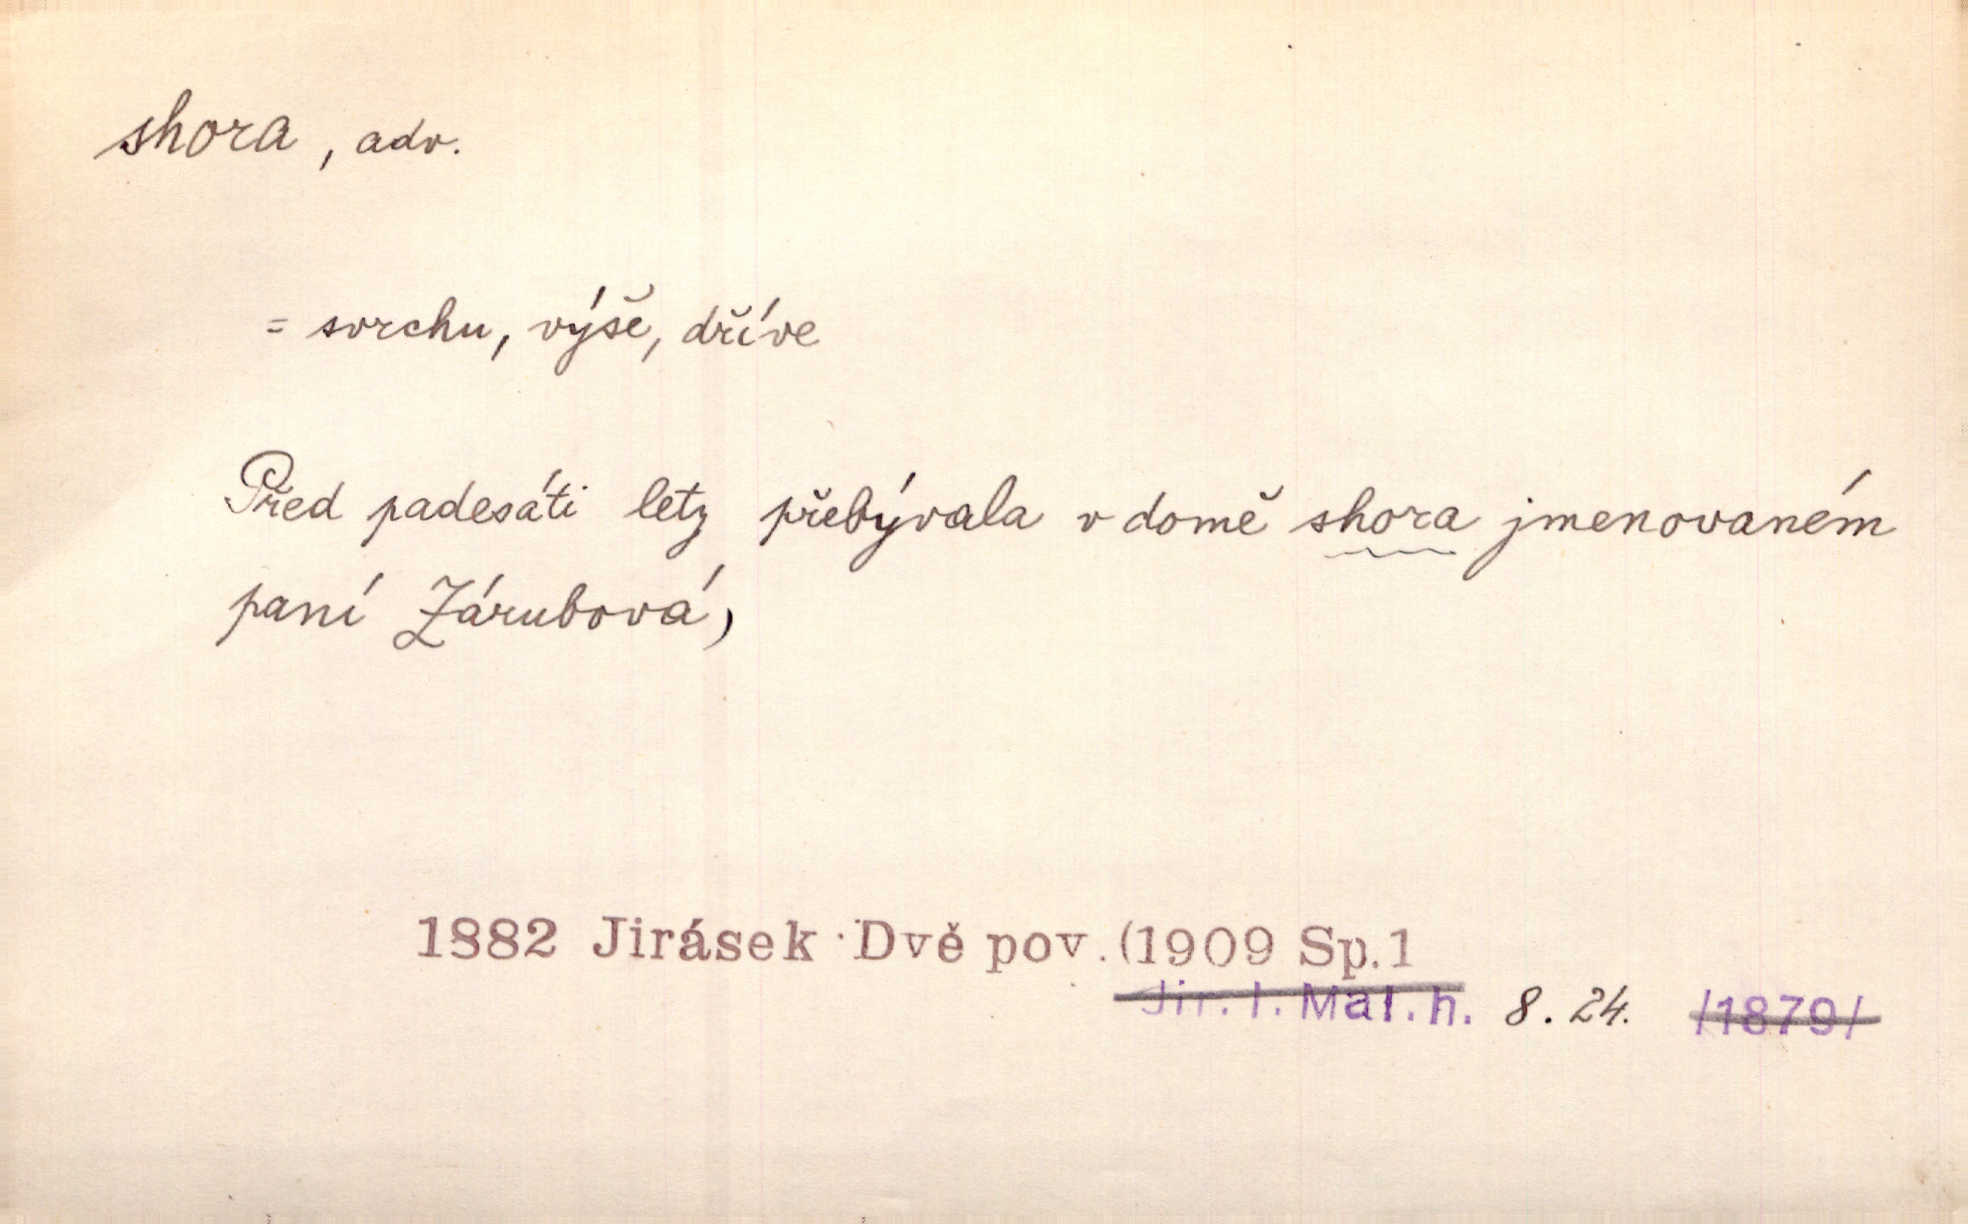 shora, adv.
= svrchu, výše, dříve
Před padesáti lety přebývala v domě shora jmenovaném
paní Zárubová,
1882 Jirásek Dvě pov. (1909 Sp. 1
Jir. I. Mal. h. 8. 24. /1879/